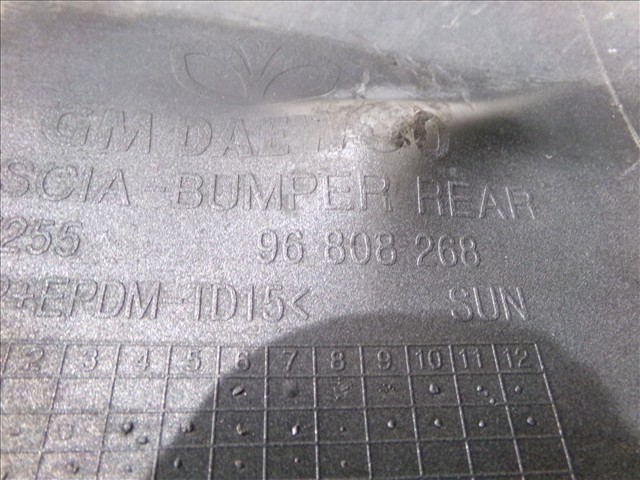 GM DAEWOO
SCIA-BUMPER REAR
255 96 808 268
P+EPDM-TD15< SUN
2 3 4 5 6 7 8 9 10 11 12